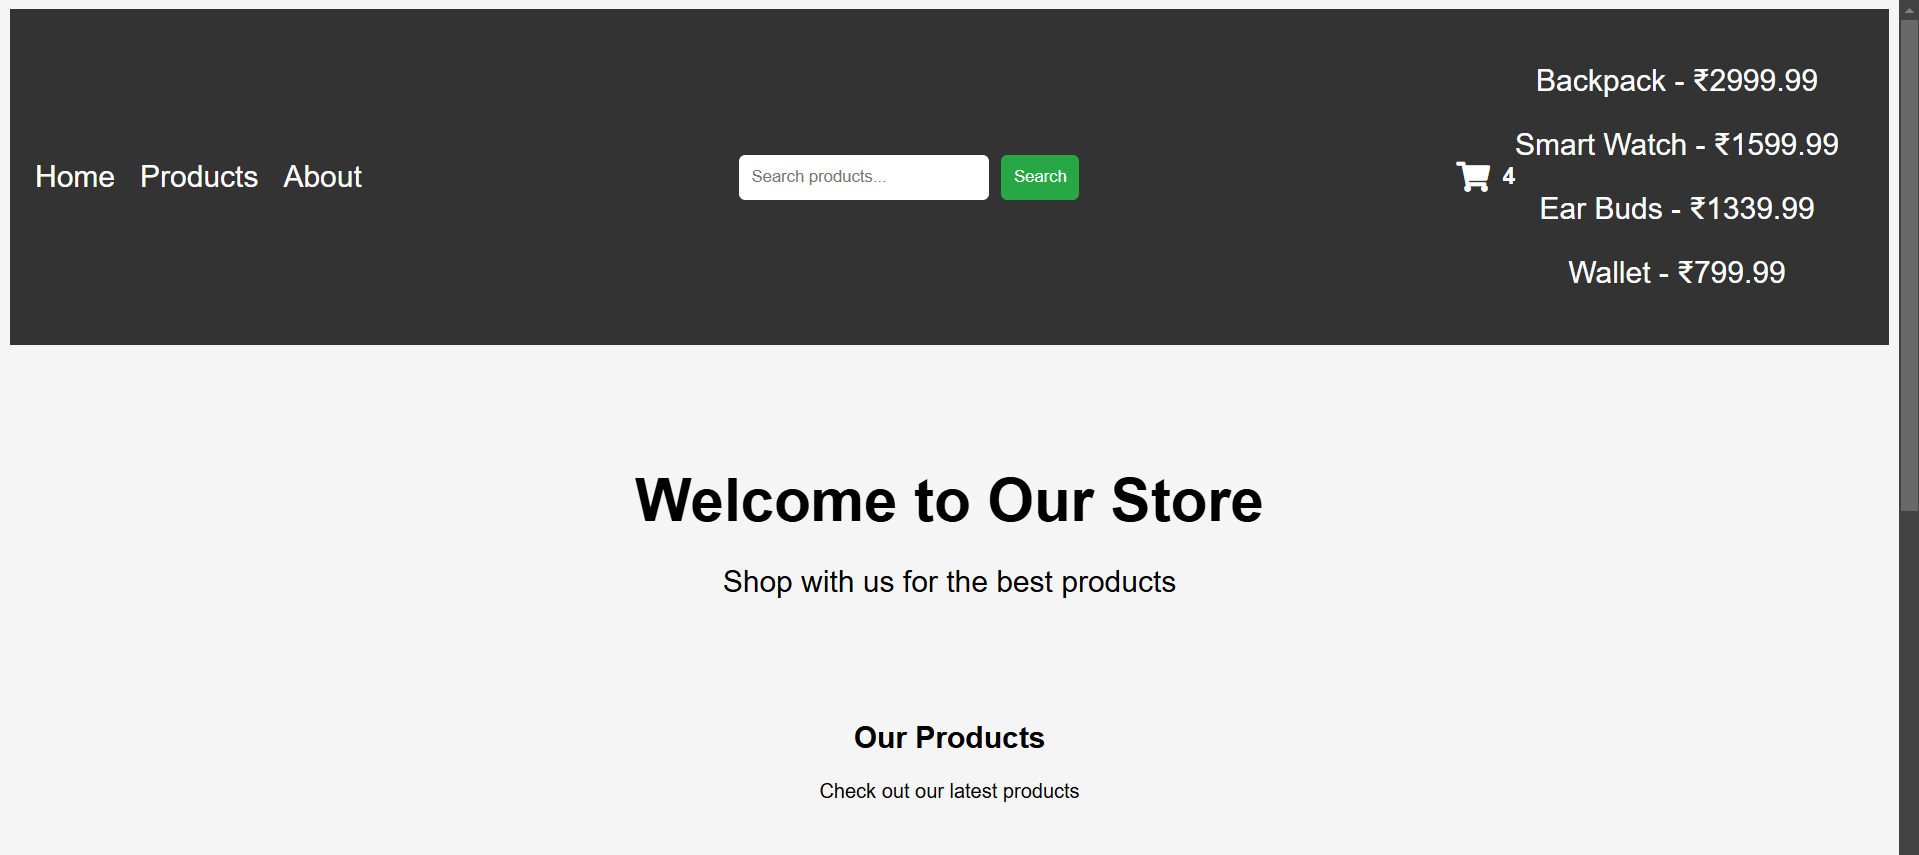 Home Products About
Search products...
Search
4
Backpack - ₹2999.99
Smart Watch - ₹1599.99
Ear Buds - ₹1339.99
Wallet - ₹799.99
Welcome to Our Store
Shop with us for the best products
Our Products
Check out our latest products